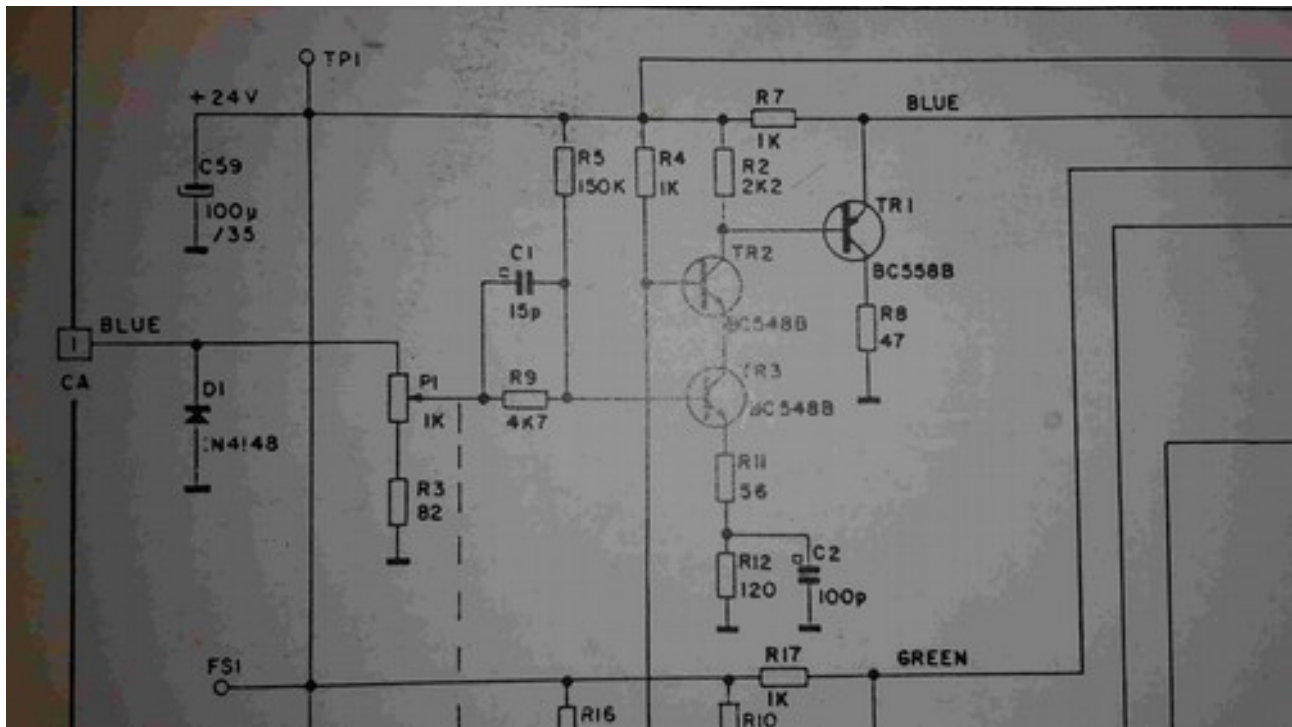 TP1
+24V
R7
1K
BLUE
C59
100µ
/35
R5
150K
R4
1K
R2
2K2
TR1
BC558B
C1
15p
TR2
BC548B
R8
47
BLUE
1
CA
D1
1N4148
P1
1K
R9
4K7
TR3
BC548B
R3
82
R11
56
R12
120
C2
100p
FS1
R17
1K
GREEN
R16
R10